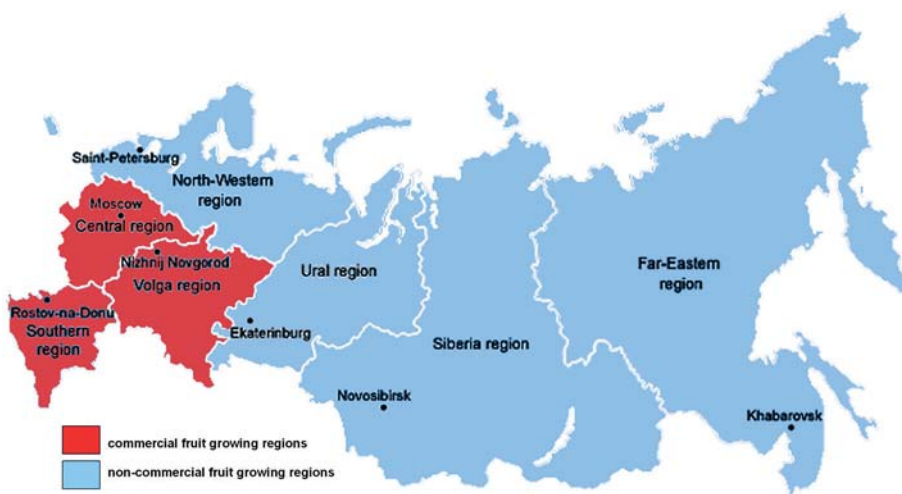 Saint-Petersburg
North-Western
region
Moscow
Central region
Nizhnij Novgorod
Volga region
Ural region
Far-Eastern
region
Rostov-na-Donu
Southern
region
Ekaterinburg
Siberia region
Novosibirsk
Khabarovsk
commercial fruit growing regions
non-commercial fruit growing regions